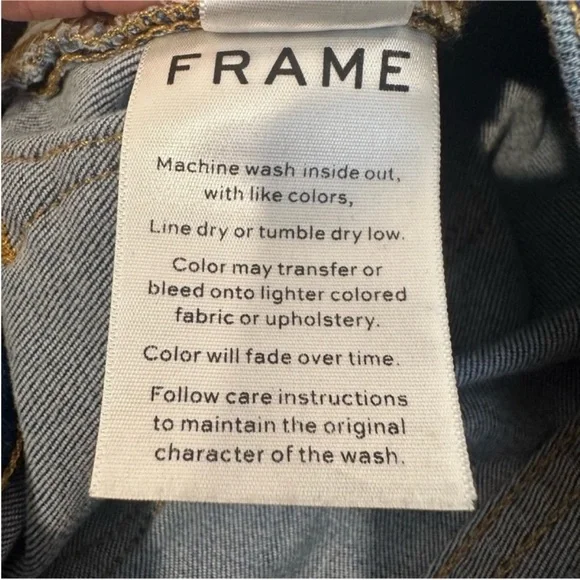 FRAME
Machine wash inside out,
with like colors,
Line dry or tumble dry low.
Color may transfer or
bleed onto lighter colored
fabric or upholstery.
Color will fade over time.
Follow care instructions
to maintain the original
character of the wash.